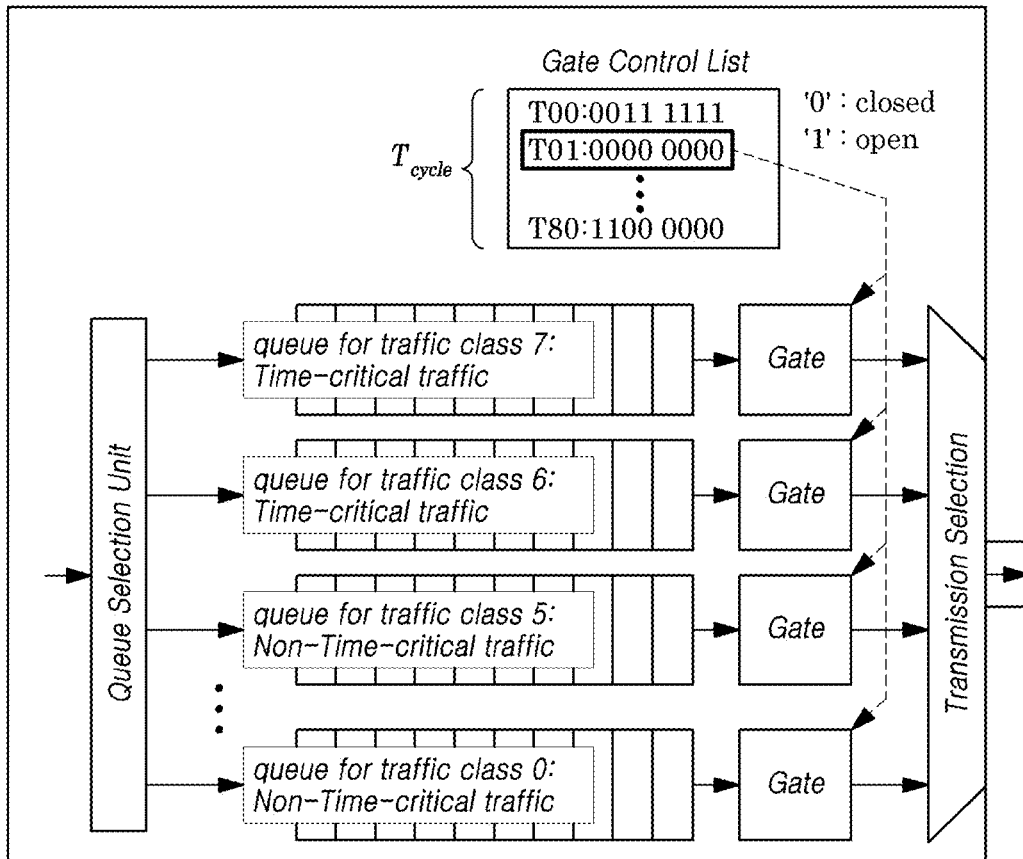 Gate Control List
T00:0011 1111
T01:0000 0000
T80:1100 0000
'0' : closed
'1' : open
T cycle
Queue Selection Unit
queue for traffic class 7:
Time-critical traffic
Gate
queue for traffic class 6:
Time-critical traffic
Gate
queue for traffic class 5:
Non-Time-critical traffic
Gate
queue for traffic class 0:
Non-Time-critical traffic
Gate
Transmission Selection